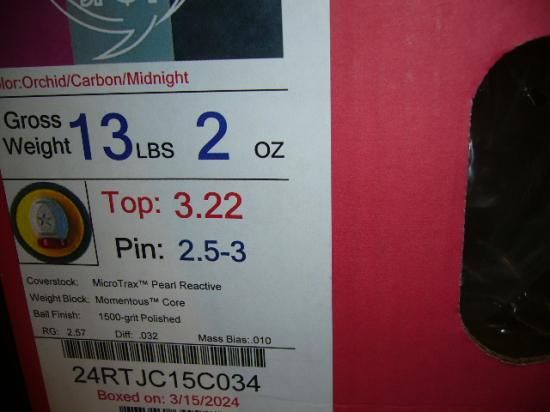 olor:Orchid/Carbon/Midnight
Gross Weight 13 LBS 2 OZ
Top: 3.22
Pin: 2.5-3
Coverstock: MicroTrax™ Pearl Reactive
Weight Block: Momentous™ Core
Ball Finish: 1500-grit Polished
RG: 2.57 Diff: .032 Mass Bias:.010
24RTJC15C034
Boxed on: 3/15/2024